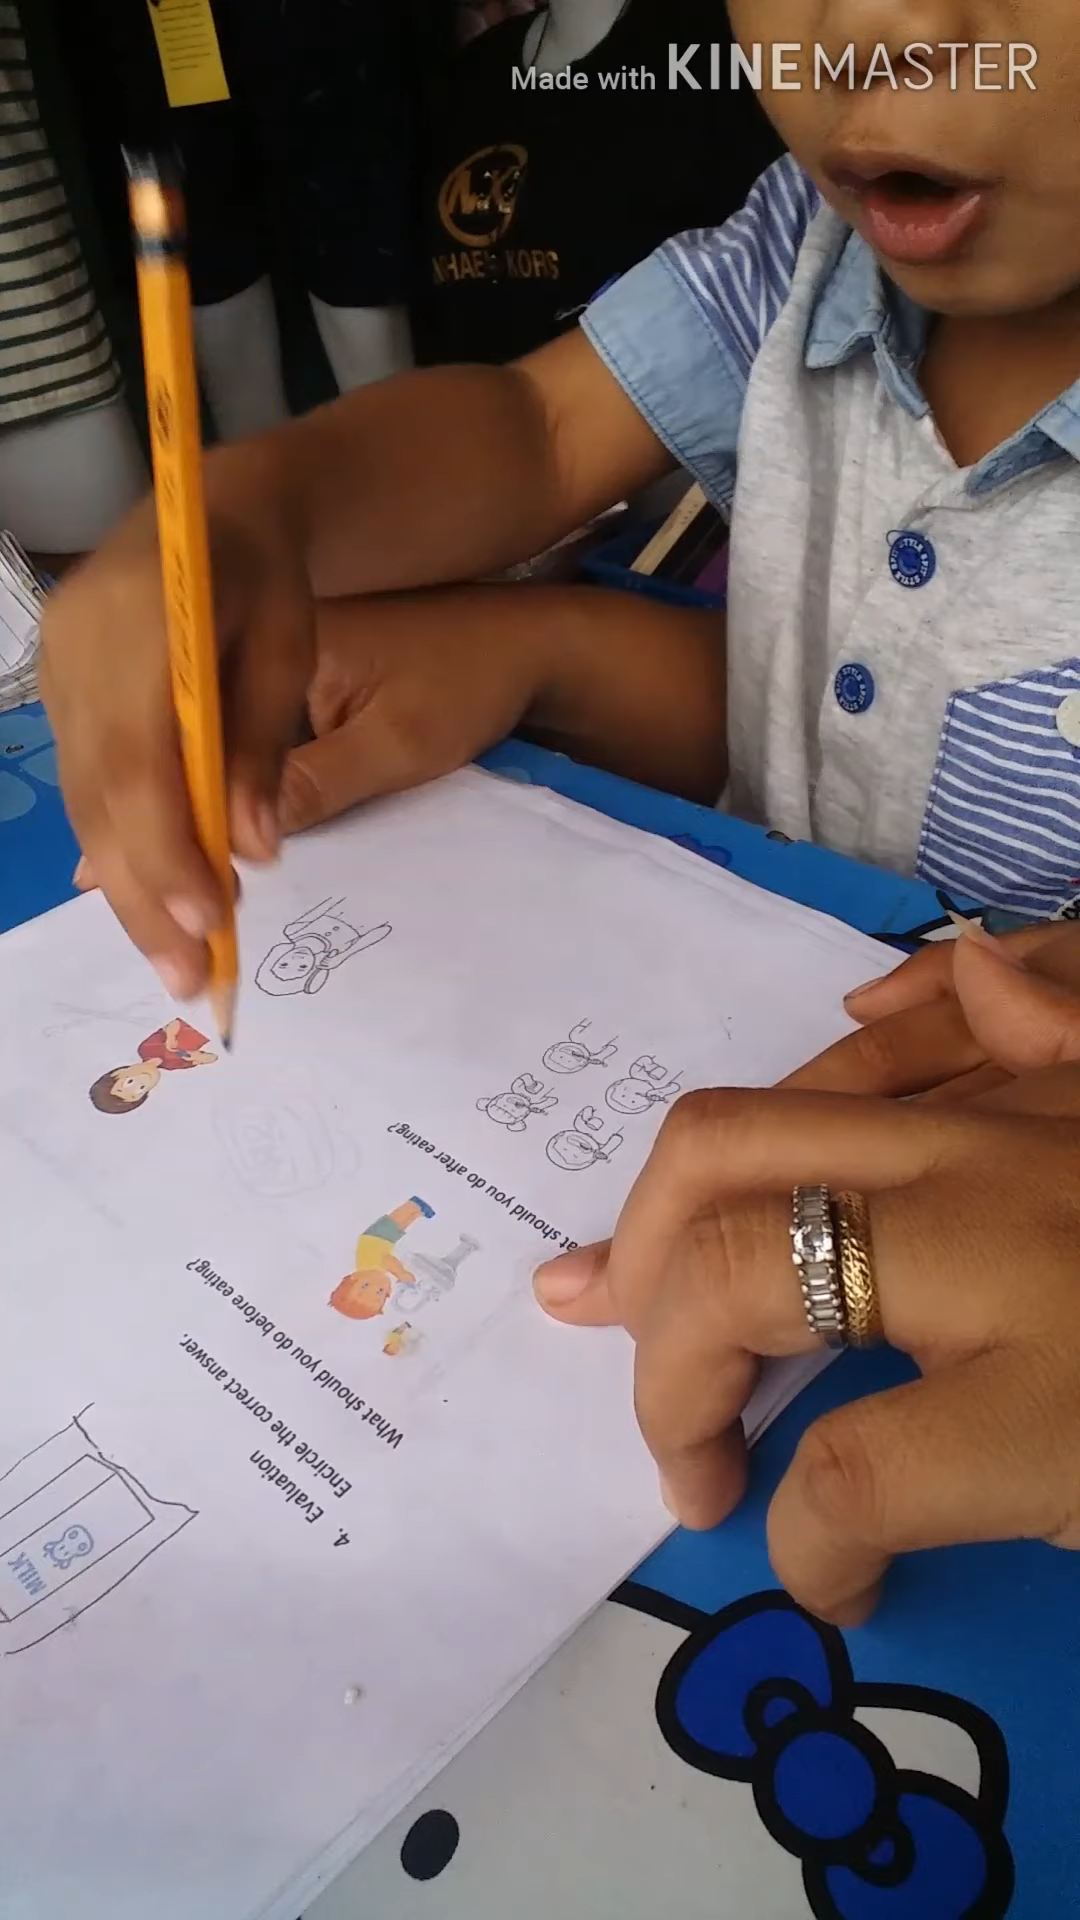 Made with KINEMASTER
4. Evaluation
Encircle the correct answer.
What should you do before eating?
should you do after eating?
MILK
KORS